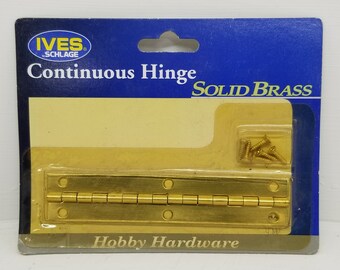 IVES
SCHLAGE
Continuous Hinge
SOLID BRASS
Hobby Hardware